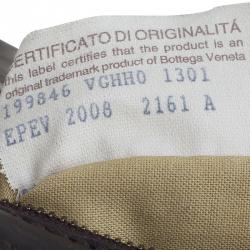 CERTIFICATO DI ORIGINALITÁ
this label certifies that the product is an
original trademark product of Bottega Veneta
199846 VGHH0 1301
EPEV 2008 2161 A